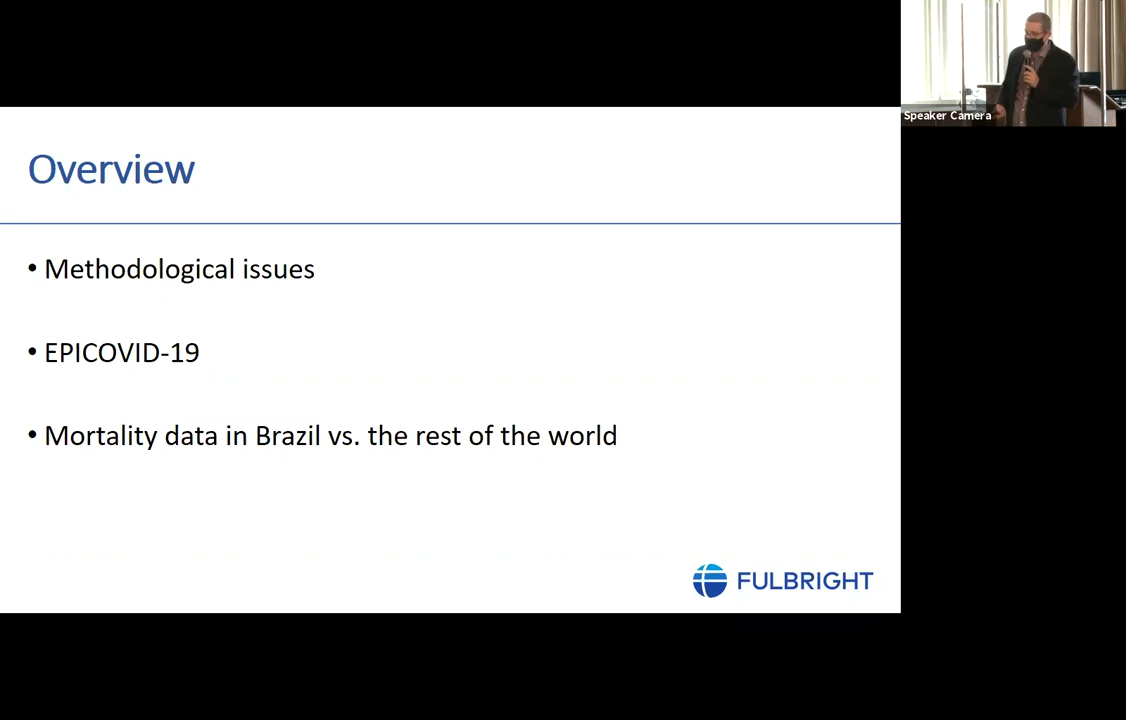 Speaker Camera
Overview
• Methodological issues
• EPICOVID-19
• Mortality data in Brazil vs. the rest of the world
FULBRIGHT